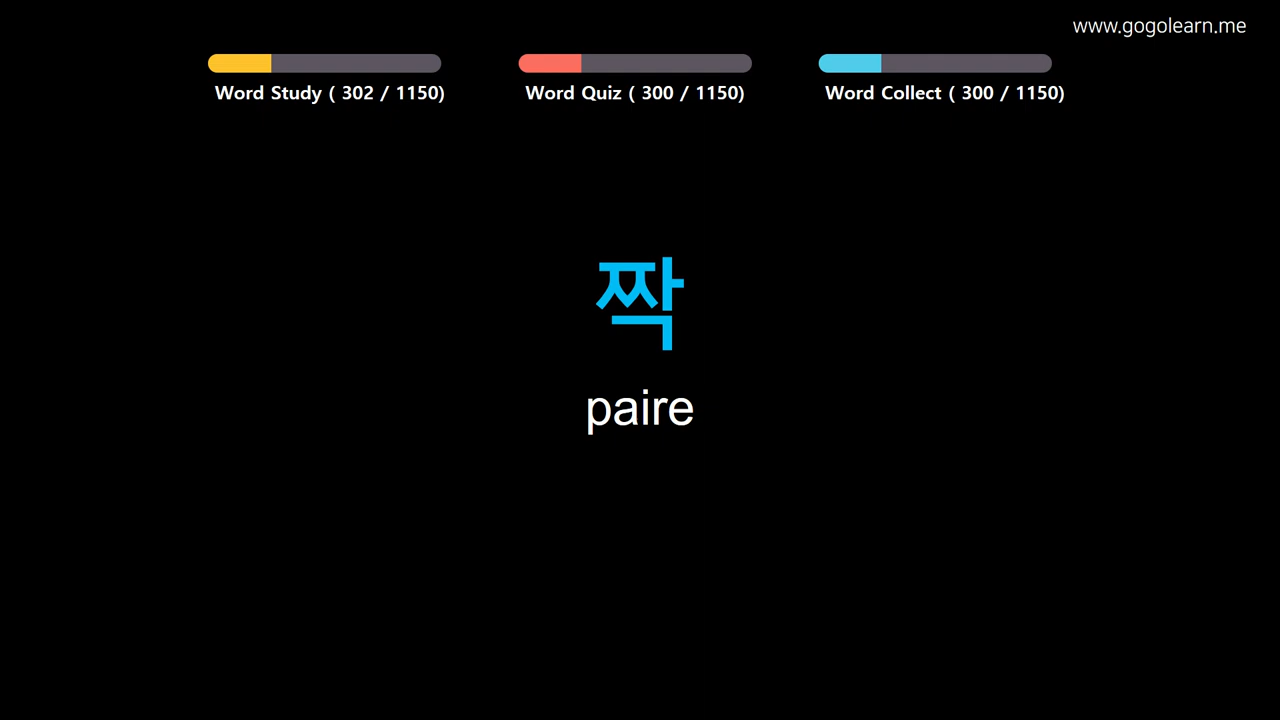 www.gogolearn.me
Word Study ( 302 / 1150)
Word Quiz ( 300 / 1150)
Word Collect ( 300 / 1150)
짝
paire